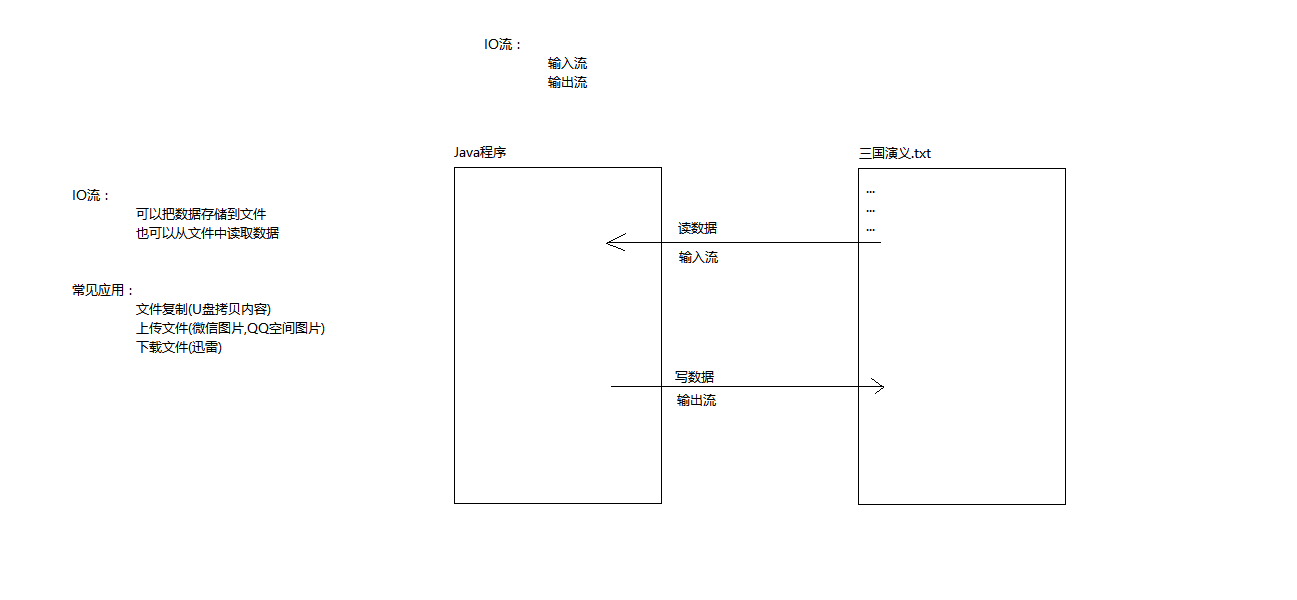 IO流：
输入流
输出流
Java程序
三国演义.txt
...
...
...
IO流：
可以把数据存储到文件
也可以从文件中读取数据
读数据
输入流
常见应用：
文件复制(U盘拷贝内容)
上传文件(微信图片,QQ空间图片)
下载文件(迅雷)
写数据
输出流